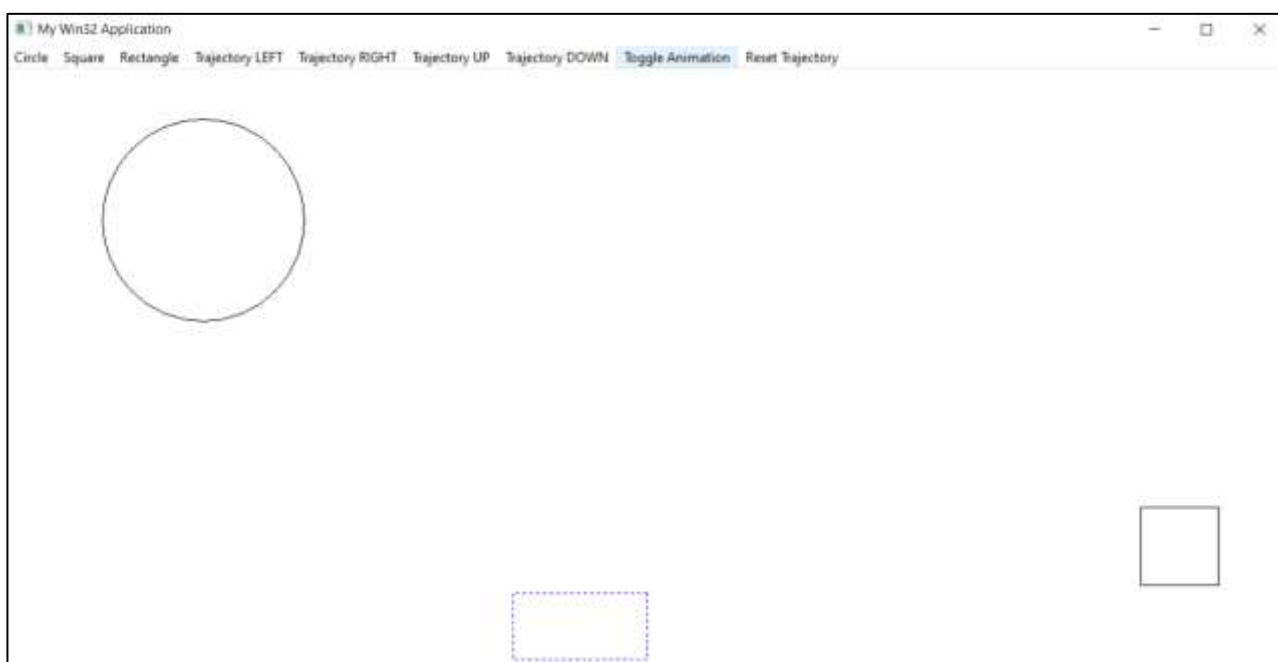 My Win32 Application
Circle Square Rectangle Trajectory LEFT Trajectory RIGHT Trajectory UP Trajectory DOWN Toggle Animation Reset Trajectory